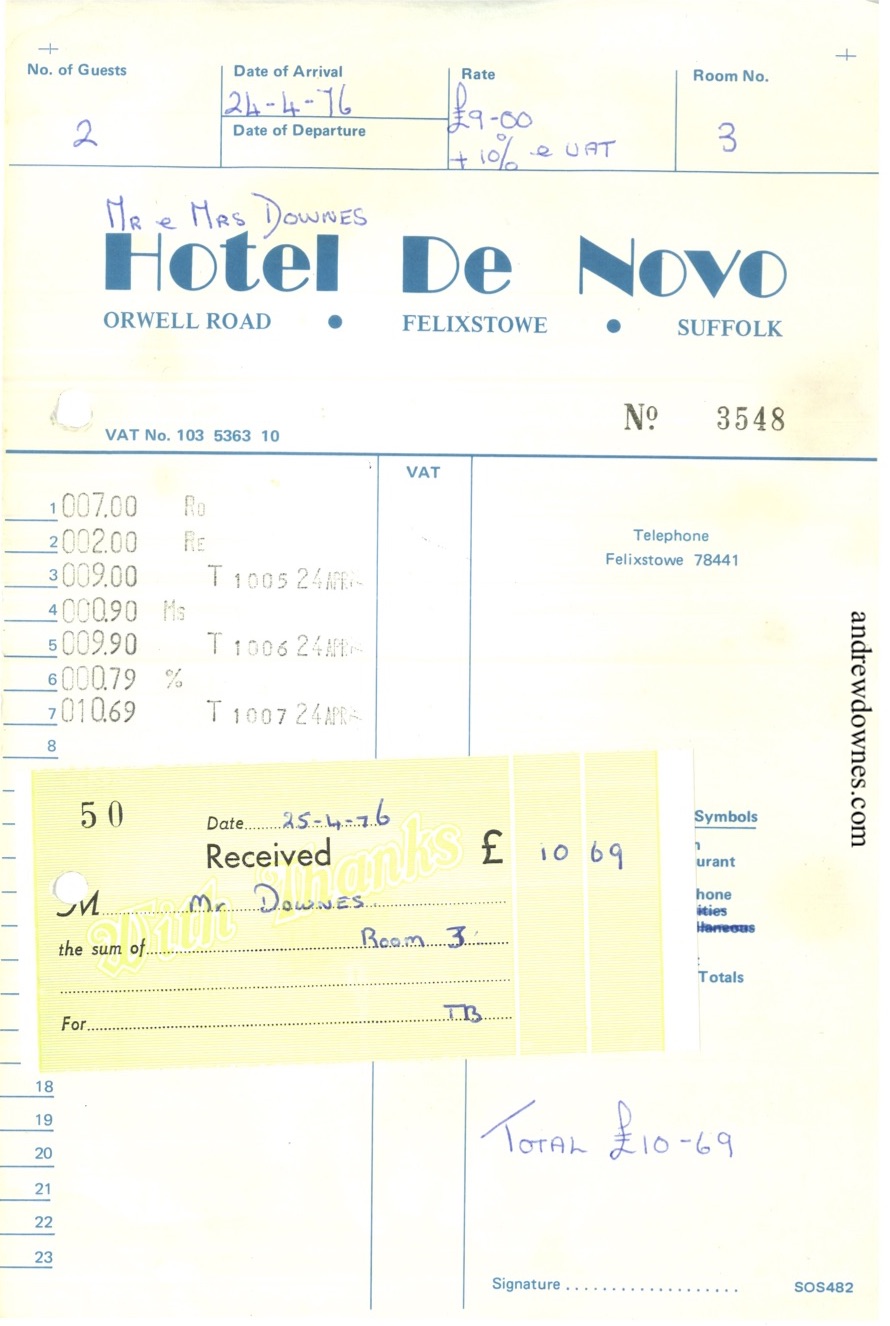 No. of Guests
Date of Arrival
Rate
Room No.
24-4-76
£9-00
2
Date of Departure
3
+ 10% e VAT
Mr e Mrs Downes
Hotel De Novo
ORWELL ROAD • FELIXSTOWE • SUFFOLK
VAT No. 103 5363 10
Nº 3548
VAT
1 007.00 Ro
2 002.00 RE
3 009.00 T 1005 24 APR
4 000.90 Ms
5 009.90 T 1006 24 APR
6 000.79 %
7 010.69 T 1007 24 APR
8
Telephone
Felixstowe 78441
andrewdownes.com
50
Date 25-4-76
Received £ 10 69
With Thanks
M Mr Downes
the sum of Room 3
For TB
Symbols
urant
hone
ities
llaneous
Totals
18
19
20
21
22
23
Total £10-69
Signature
SOS482